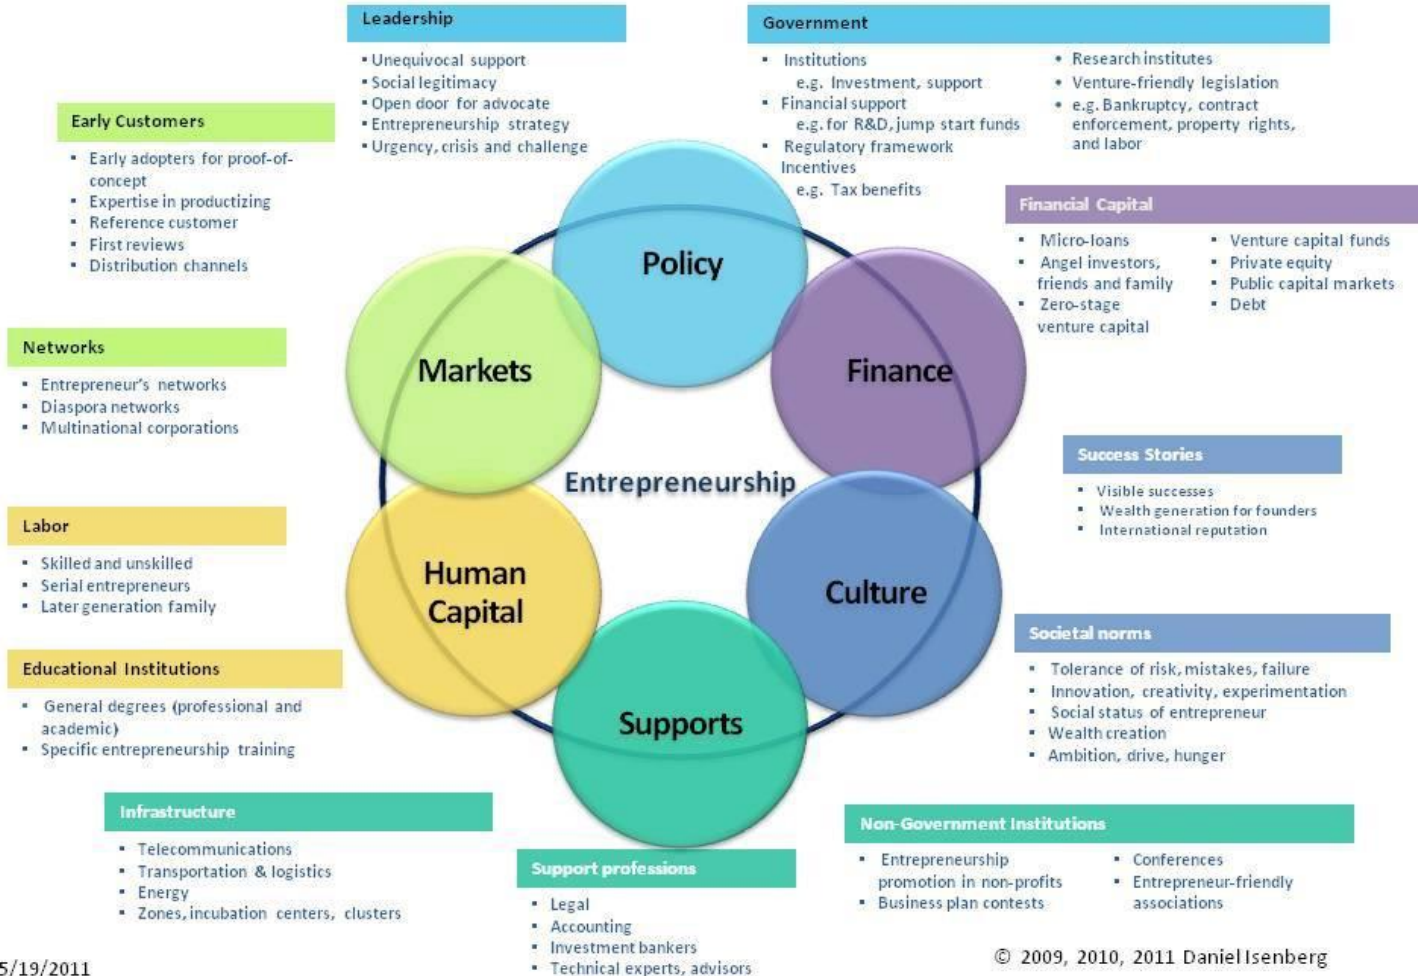 Leadership
▪ Unequivocal support
▪ Social legitimacy
▪ Open door for advocate
▪ Entrepreneurship strategy
▪ Urgency, crisis and challenge
Government
▪ Institutions
e.g. Investment, support
▪ Financial support
e.g. for R&D, jump start funds
▪ Regulatory framework
Incentives
e.g. Tax benefits
• Research institutes
• Venture-friendly legislation
• e.g. Bankruptcy, contract
enforcement, property rights,
and labor
Early Customers
▪ Early adopters for proof-of-
concept
▪ Expertise in productizing
▪ Reference customer
▪ First reviews
▪ Distribution channels
Financial Capital
▪ Micro-loans
▪ Angel investors,
friends and family
▪ Zero-stage
venture capital
▪ Venture capital funds
▪ Private equity
▪ Public capital markets
▪ Debt
Policy
Markets
Finance
Networks
▪ Entrepreneur's networks
▪ Diaspora networks
▪ Multinational corporations
Success Stories
▪ Visible successes
▪ Wealth generation for founders
▪ International reputation
Entrepreneurship
Labor
▪ Skilled and unskilled
▪ Serial entrepreneurs
▪ Later generation family
Human
Capital
Culture
Societal norms
▪ Tolerance of risk, mistakes, failure
▪ Innovation, creativity, experimentation
▪ Social status of entrepreneur
▪ Wealth creation
▪ Ambition, drive, hunger
Educational Institutions
▪ General degrees (professional and
academic)
▪ Specific entrepreneurship training
Supports
Infrastructure
▪ Telecommunications
▪ Transportation & logistics
▪ Energy
▪ Zones, incubation centers, clusters
Support professions
▪ Legal
▪ Accounting
▪ Investment bankers
▪ Technical experts, advisors
Non-Government Institutions
▪ Entrepreneurship
promotion in non-profits
▪ Business plan contests
▪ Conferences
▪ Entrepreneur-friendly
associations
5/19/2011
© 2009, 2010, 2011 Daniel Isenberg